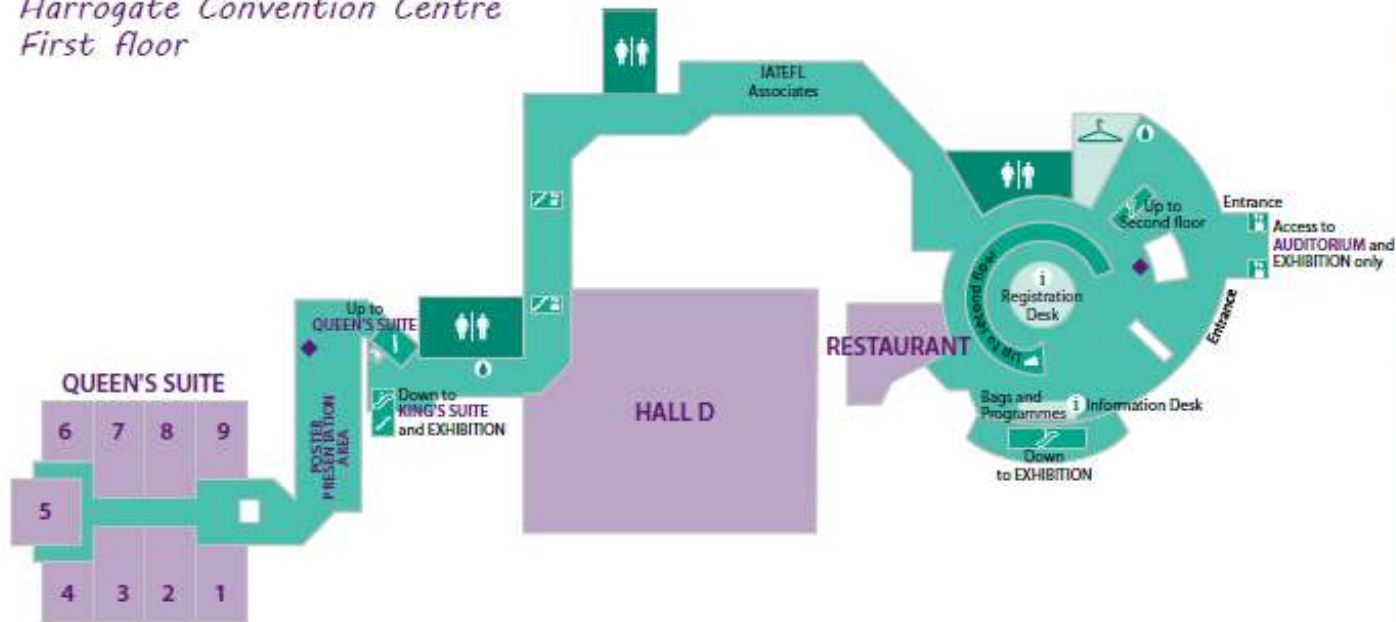 Harrogate Convention Centre
First floor
IATEFL
Associates
Up to
Second floor
Entrance
Access to
AUDITORIUM and
EXHIBITION only
Entrance
i
Registration
Desk
Up to second floor
RESTAURANT
Bags and
Programmes
i Information Desk
Down
to EXHIBITION
HALL D
Up to
QUEEN'S SUITE
Down to
KING'S SUITE
and EXHIBITION
POSTER
PRESENTATION
AREA
QUEEN'S SUITE
6 7 8 9
5
4 3 2 1